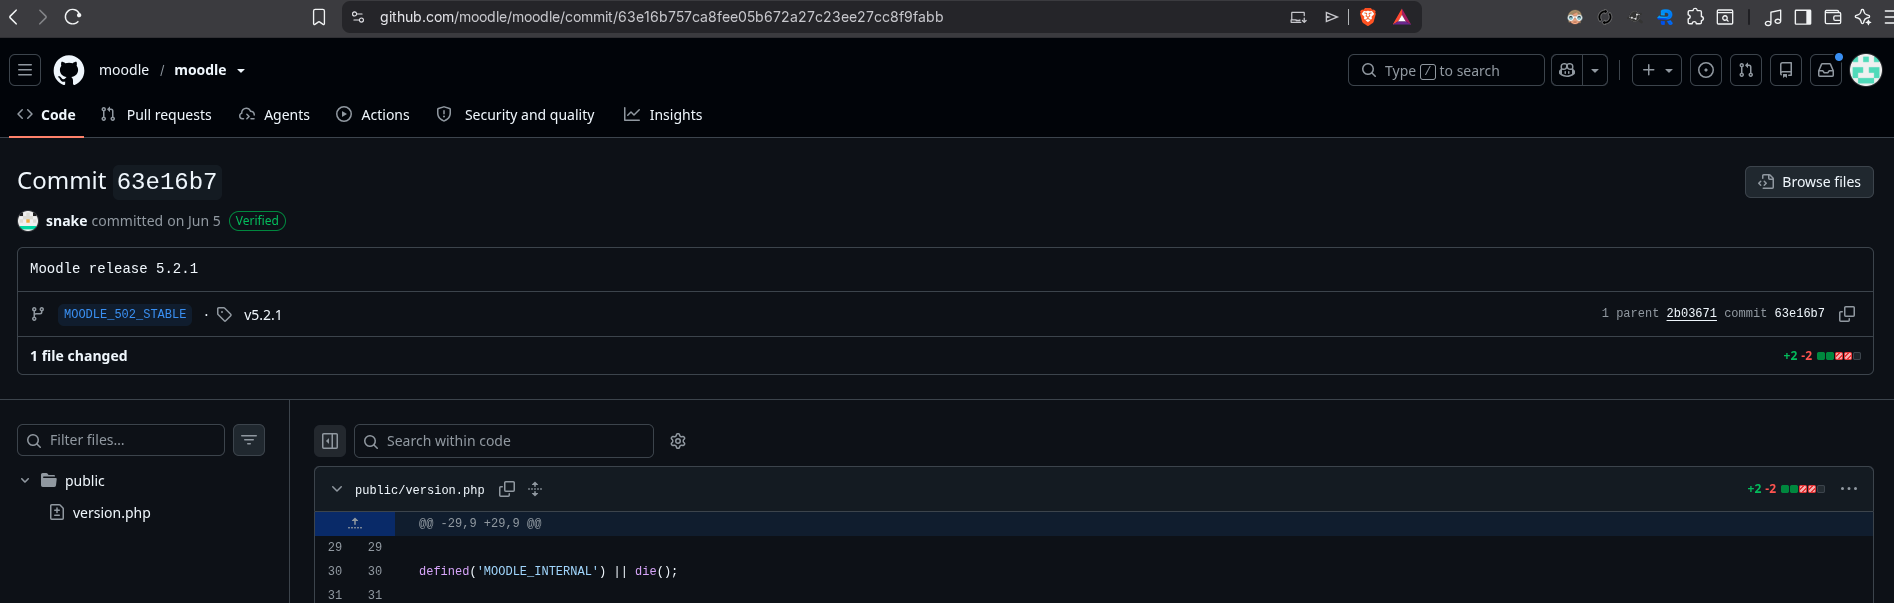 github.com/moodle/moodle/commit/63e16b757ca8fee05b672a27c23ee27cc8f9fabb
moodle / moodle
Type / to search
Code Pull requests Agents Actions Security and quality Insights
Commit 63e16b7
Browse files
snake committed on Jun 5 Verified
Moodle release 5.2.1
MOODLE_502_STABLE · v5.2.1 1 parent 2b03671 commit 63e16b7
1 file changed +2 -2
Filter files...
Search within code
public
version.php
public/version.php +2 -2
@@ -29,9 +29,9 @@
29 29
30 30 defined('MOODLE_INTERNAL') || die();
31 31